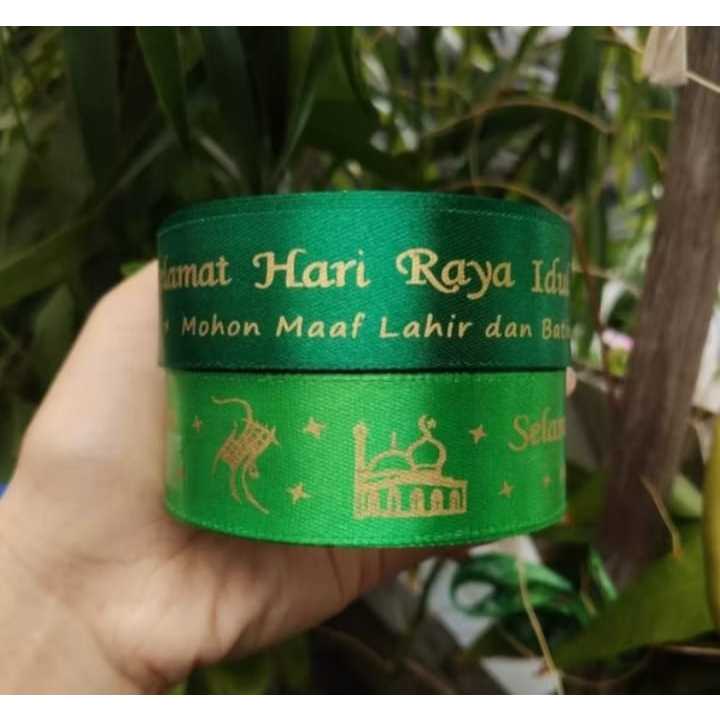 lamat Hari Raya Idul
Mohon Maaf Lahir dan Bat
Selam